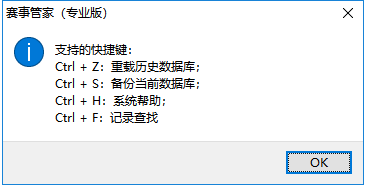 赛事管家（专业版）
支持的快捷键：
Ctrl + Z：重载历史数据库；
Ctrl + S：备份当前数据库；
Ctrl + H：系统帮助；
Ctrl + F：记录查找
OK